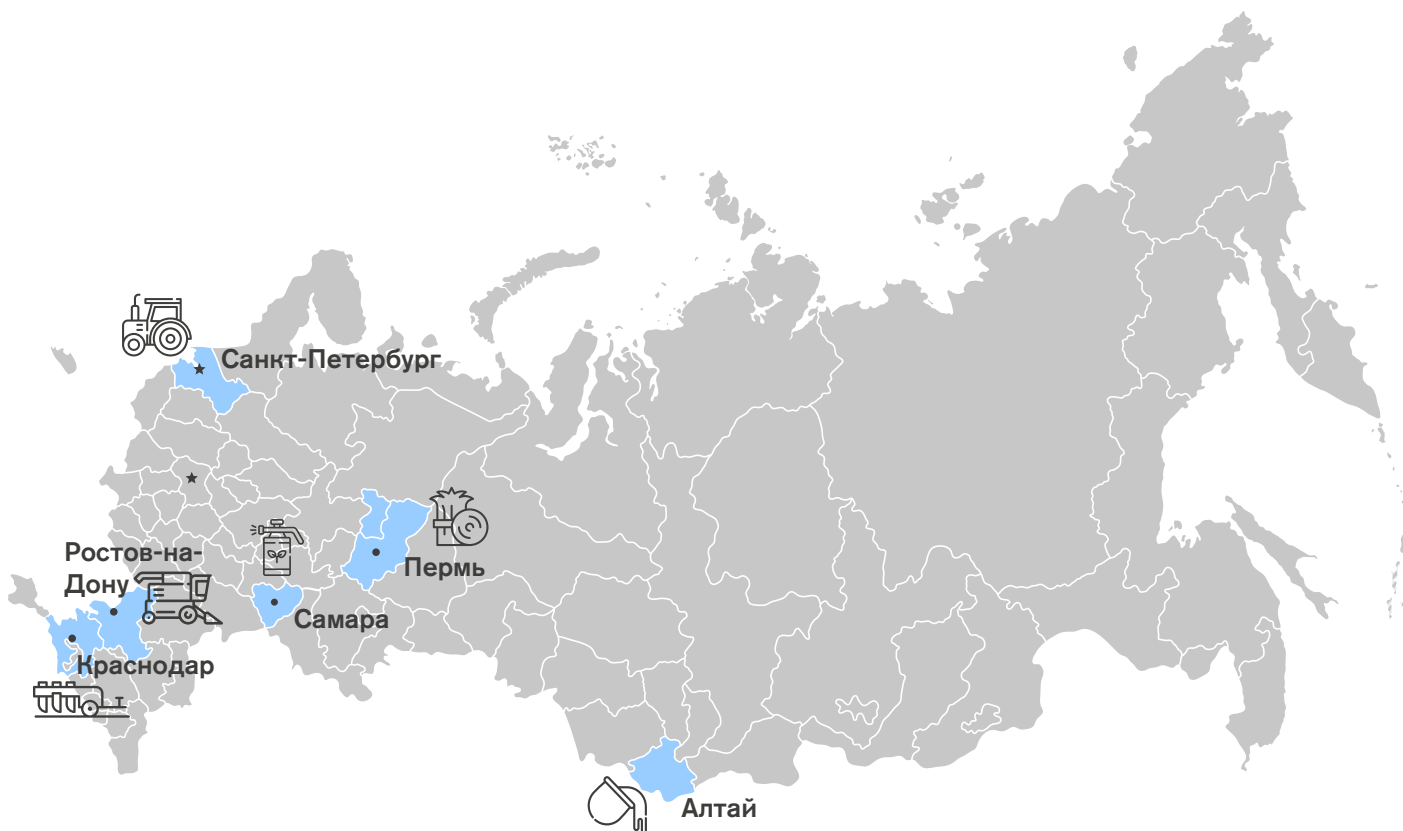 Санкт-Петербург
Ростов-на-
Дону
Пермь
Самара
Краснодар
Алтай